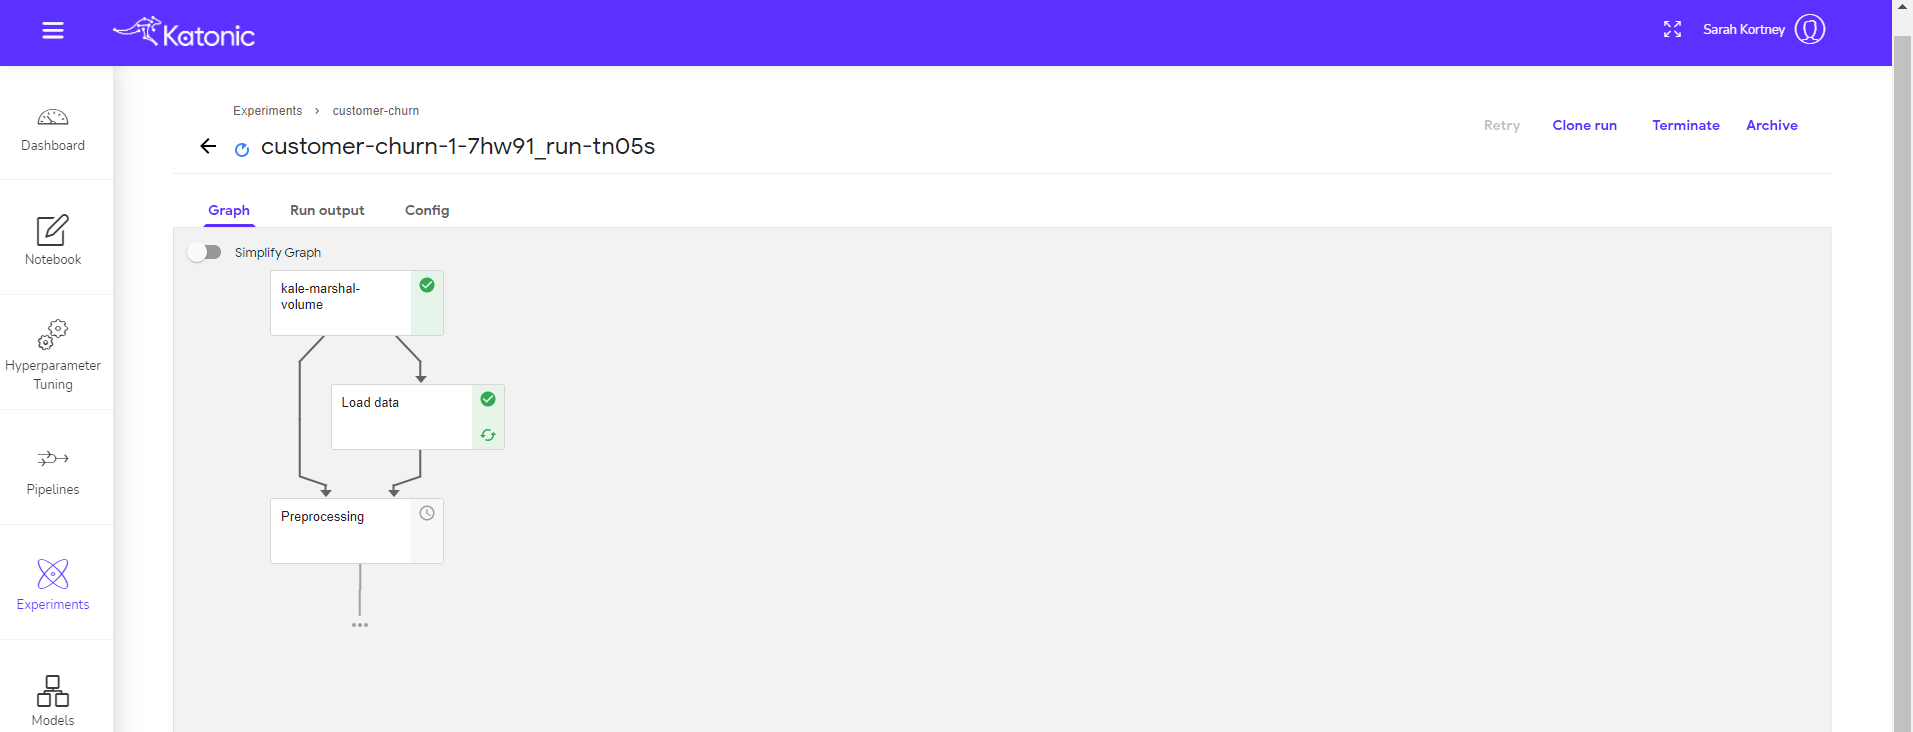 Katonic
Sarah Kortney
Dashboard
Notebook
Hyperparameter
Tuning
Pipelines
Experiments
Models
Experiments > customer-churn
customer-churn-1-7hw91_run-tn05s
Retry Clone run Terminate Archive
Graph Run output Config
Simplify Graph
kale-marshal-
volume
Load data
Preprocessing